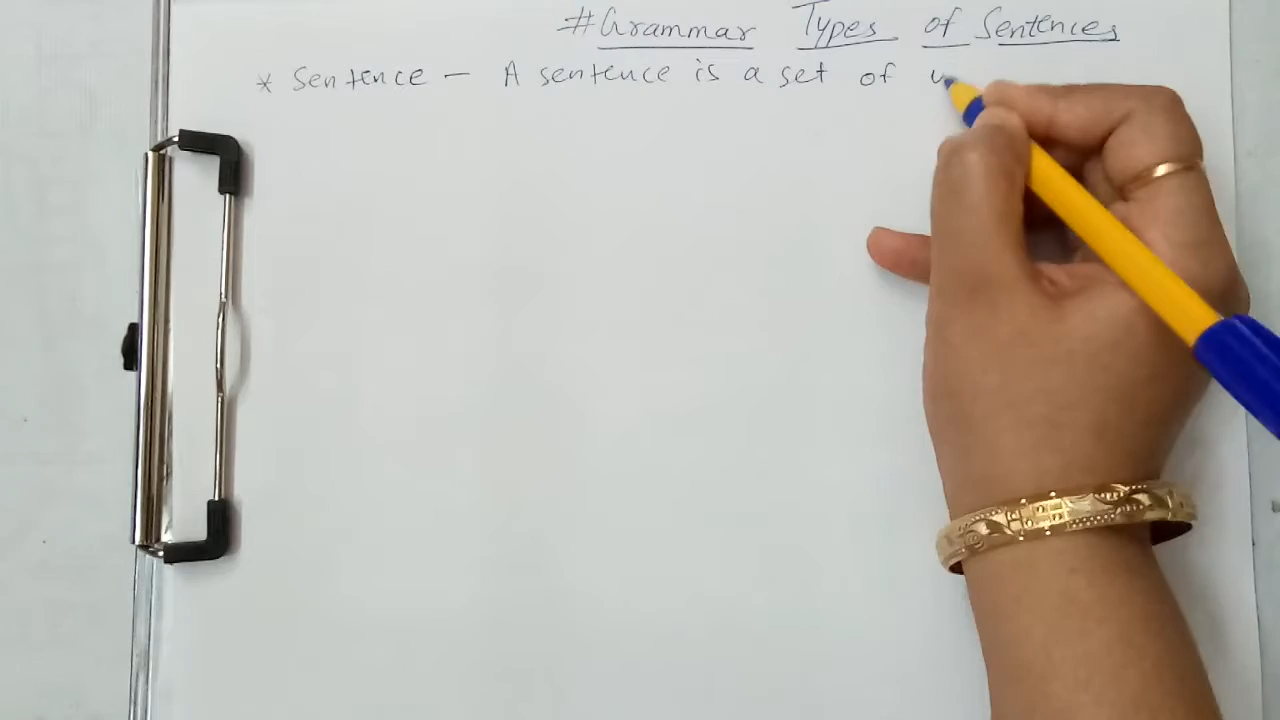 #Grammar Types of Sentences
* Sentence - A sentence is a set of